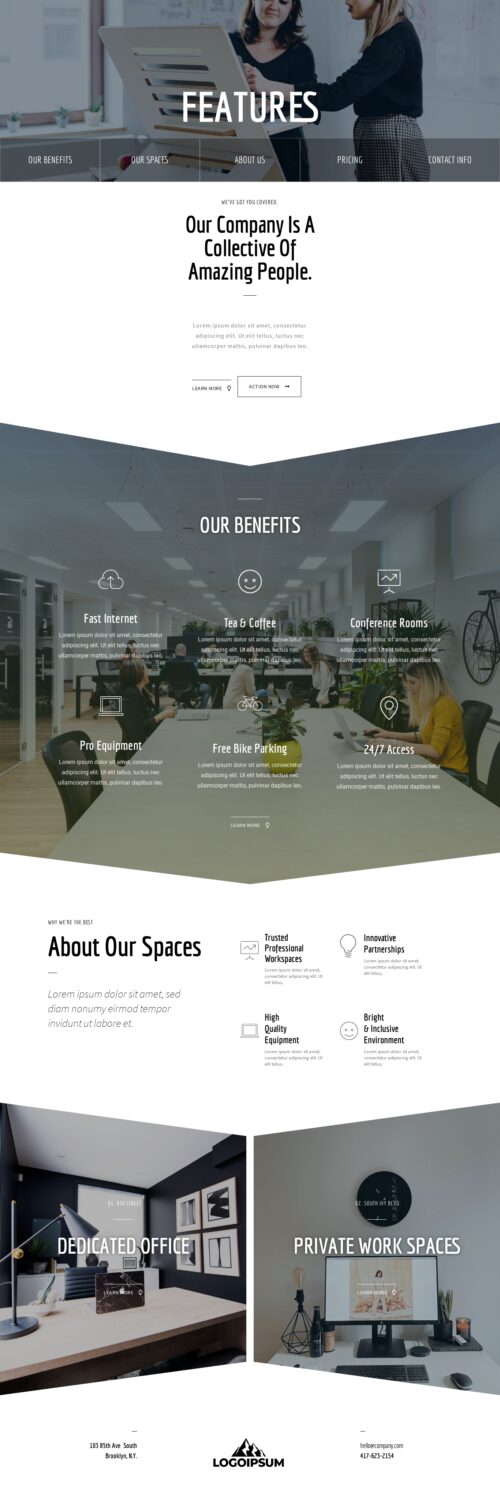 FEATURES
OUR BENEFITS
OUR SPACES
ABOUT US
PRICING
CONTACT INFO
WE'VE GOT YOU COVERED.
Our Company Is A
Collective Of
Amazing People.
Lorem ipsum dolor sit amet, consectetur
adipiscing elit. Ut elit tellus, luctus nec
ullamcorper mattis, pulvinar dapibus leo.
LEARN MORE
ACTION NOW
OUR BENEFITS
Fast Internet
Lorem ipsum dolor sit amet, consectetur
adipiscing elit. Ut elit tellus, luctus nec
ullamcorper mattis, pulvinar dapibus leo.
Tea & Coffee
Lorem ipsum dolor sit amet, consectetur
adipiscing elit. Ut elit tellus, luctus nec
ullamcorper mattis, pulvinar dapibus leo.
Conference Rooms
Lorem ipsum dolor sit amet, consectetur
adipiscing elit. Ut elit tellus, luctus nec
ullamcorper mattis, pulvinar dapibus leo.
Pro Equipment
Lorem ipsum dolor sit amet, consectetur
adipiscing elit. Ut elit tellus, luctus nec
ullamcorper mattis, pulvinar dapibus leo.
Free Bike Parking
Lorem ipsum dolor sit amet, consectetur
adipiscing elit. Ut elit tellus, luctus nec
ullamcorper mattis, pulvinar dapibus leo.
24/7 Access
Lorem ipsum dolor sit amet, consectetur
adipiscing elit. Ut elit tellus, luctus nec
ullamcorper mattis, pulvinar dapibus leo.
LEARN MORE
WHY WE'RE THE BEST
About Our Spaces
Lorem ipsum dolor sit amet, sed
diam nonumy eirmod tempor
invidunt ut labore et.
Trusted
Professional
Workspaces
Lorem ipsum dolor sit amet,
consectetur adipiscing elit. Ut
elit tellus,
Innovative
Partnerships
Lorem ipsum dolor sit amet,
consectetur adipiscing elit. Ut
elit tellus,
High
Quality
Equipment
Lorem ipsum dolor sit amet,
consectetur adipiscing elit. Ut
elit tellus,
Bright
& Inclusive
Environment
Lorem ipsum dolor sit amet,
consectetur adipiscing elit. Ut
elit tellus,
DEDICATED OFFICE
LEARN MORE
02. SOUTH IVY BLVD.
PRIVATE WORK SPACES
LEARN MORE
103 85th Ave South
Brooklyn, N.Y.
LOGOIPSUM
hello@company.com
417-623-2154